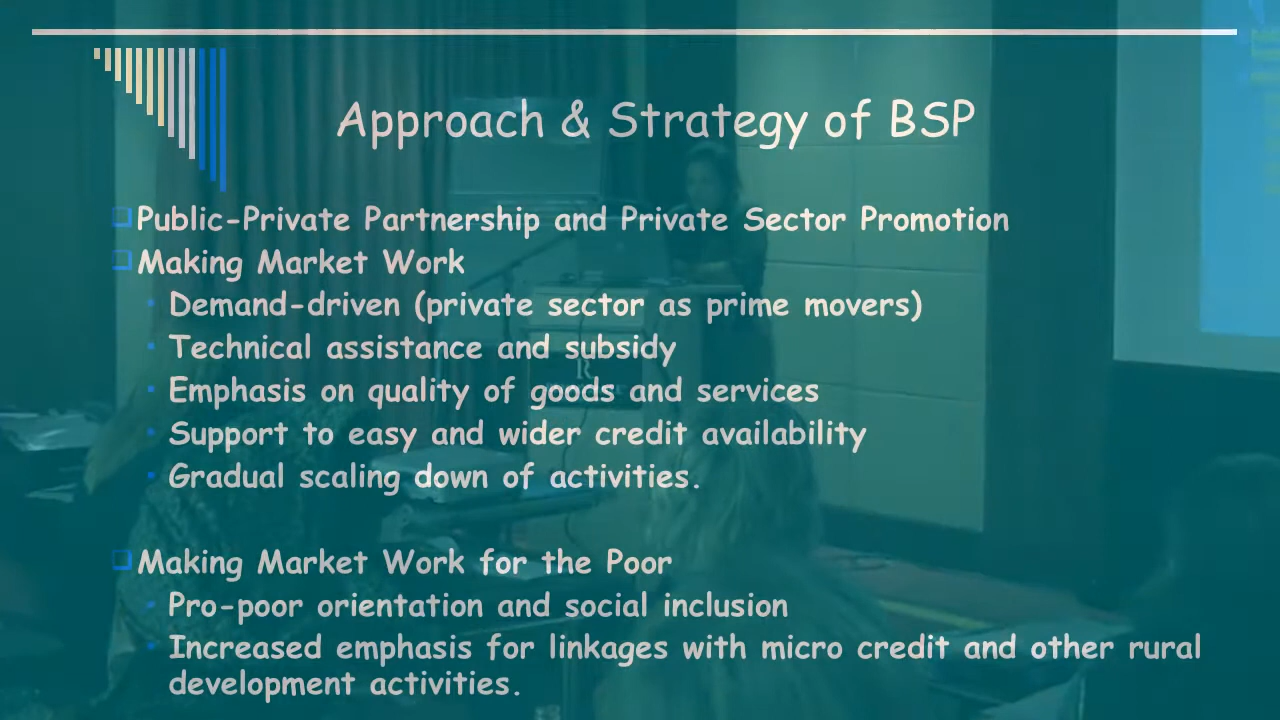 Approach & Strategy of BSP
Public-Private Partnership and Private Sector Promotion
Making Market Work
Demand-driven (private sector as prime movers)
Technical assistance and subsidy
Emphasis on quality of goods and services
Support to easy and wider credit availability
Gradual scaling down of activities.
R
Making Market Work for the Poor
Pro-poor orientation and social inclusion
Increased emphasis for linkages with micro credit and other rural
development activities.